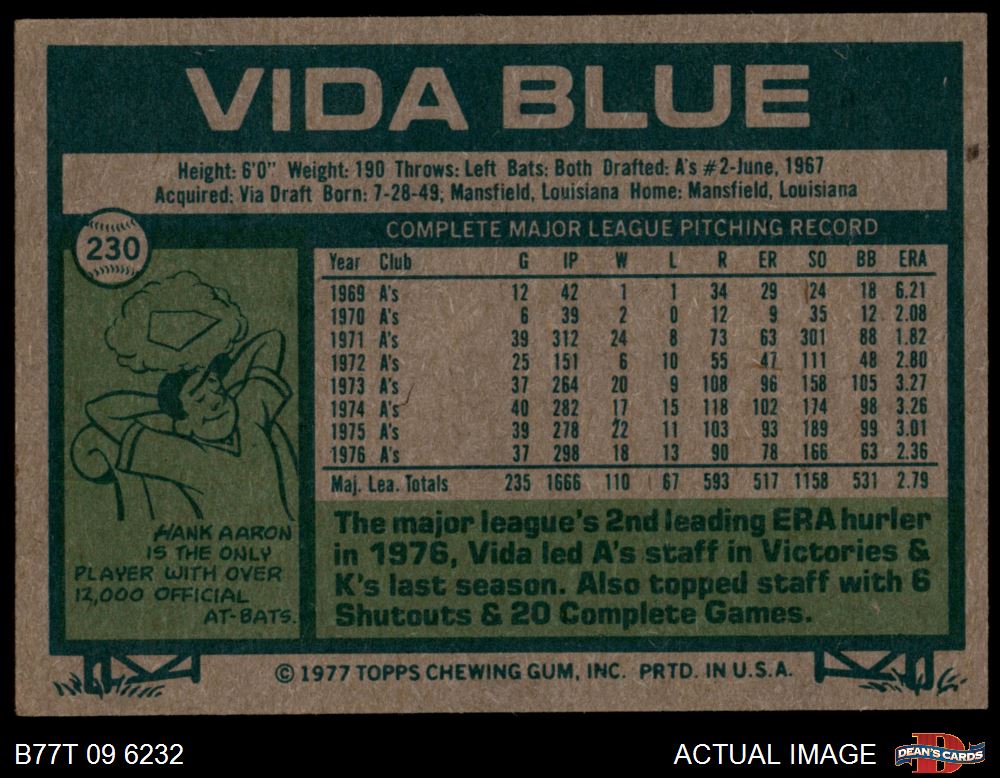 VIDA BLUE
Height: 6'0" Weight: 190 Throws: Left Bats: Both Drafted: A's #2-June, 1967
Acquired: Via Draft Born: 7-28-49, Mansfield, Louisiana Home: Mansfield, Louisiana
230
COMPLETE MAJOR LEAGUE PITCHING RECORD
Year Club G IP W L R ER SO BB ERA
1969 A's 12 42 1 1 34 29 24 18 6.21
1970 A's 6 39 2 0 12 9 35 12 2.08
1971 A's 39 312 24 8 73 63 301 88 1.82
1972 A's 25 151 6 10 55 47 111 48 2.80
1973 A's 37 264 20 9 108 96 158 105 3.27
1974 A's 40 282 17 15 118 102 174 98 3.26
1975 A's 39 278 22 11 103 93 189 99 3.01
1976 A's 37 298 18 13 90 78 166 63 2.36
Maj. Lea. Totals 235 1666 110 67 593 517 1158 531 2.79
HANK AARON
IS THE ONLY
PLAYER WITH OVER
12,000 OFFICIAL
AT-BATS.
The major league's 2nd leading ERA hurler
in 1976, Vida led A's staff in Victories &
K's last season. Also topped staff with 6
Shutouts & 20 Complete Games.
© 1977 TOPPS CHEWING GUM, INC. PRTD. IN U.S.A.
B77T 09 6232
ACTUAL IMAGE
D
DEAN'S CARDS